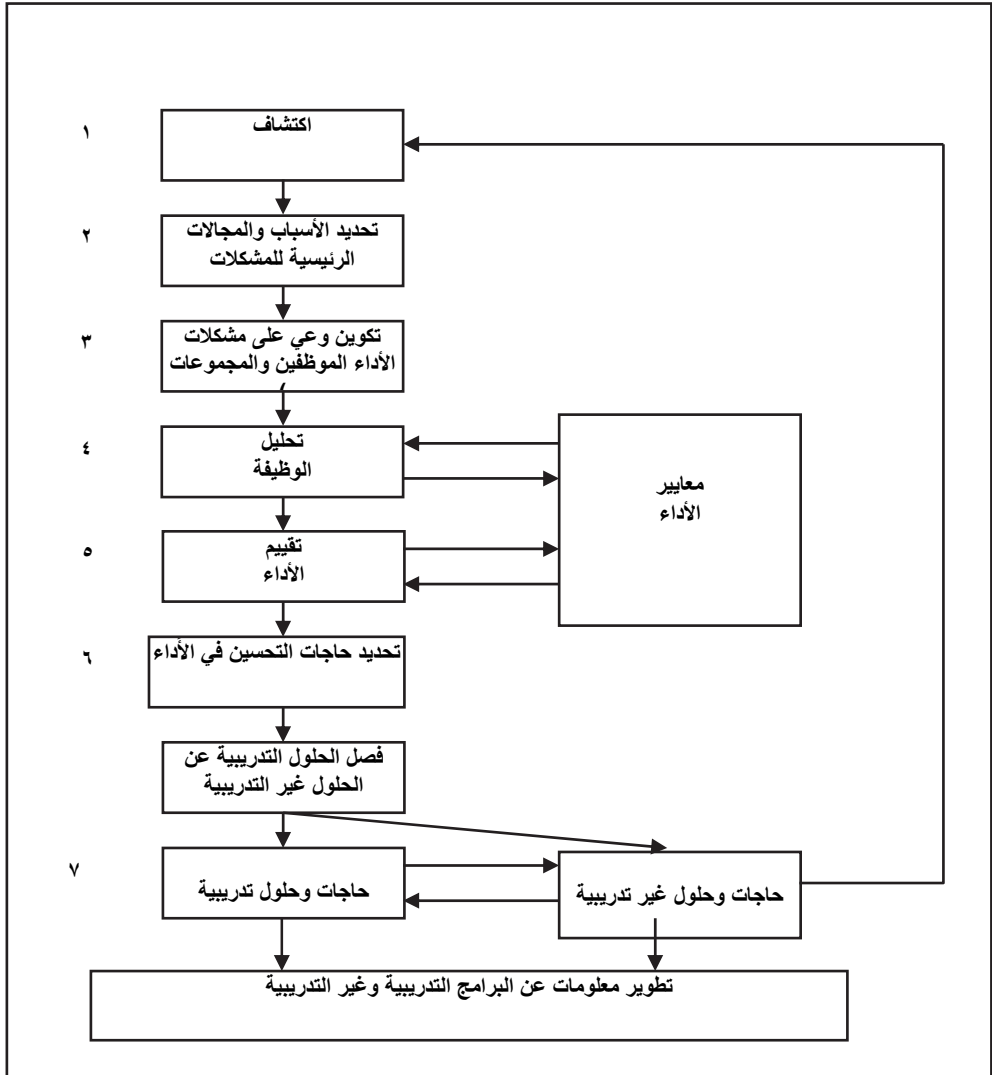 ١
اكتشاف
٢
تحديد الأسباب والمجالات
الرئيسية للمشكلات
٣
تكوين وعي على مشكلات
الأداء الموظفين والمجموعات
(
٤
تحليل
الوظيفة
معايير
الأداء
٥
تقييم
الأداء
٦
تحديد حاجات التحسين في الأداء
فصل الحلول التدريبية عن
الحلول غير التدريبية
٧
حاجات وحلول تدريبية
حاجات وحلول غير تدريبية
تطوير معلومات عن البرامج التدريبية وغير التدريبية